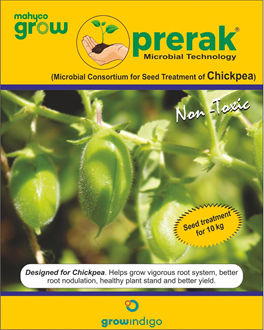 mahyco
grow
prerak®
Microbial Technology
(Microbial Consortium for Seed Treatment of Chickpea)
Non-Toxic
Seed treatment
for 10 kg
Designed for Chickpea. Helps grow vigorous root system, better
root nodulation, healthy plant stand and better yield.
growindigo